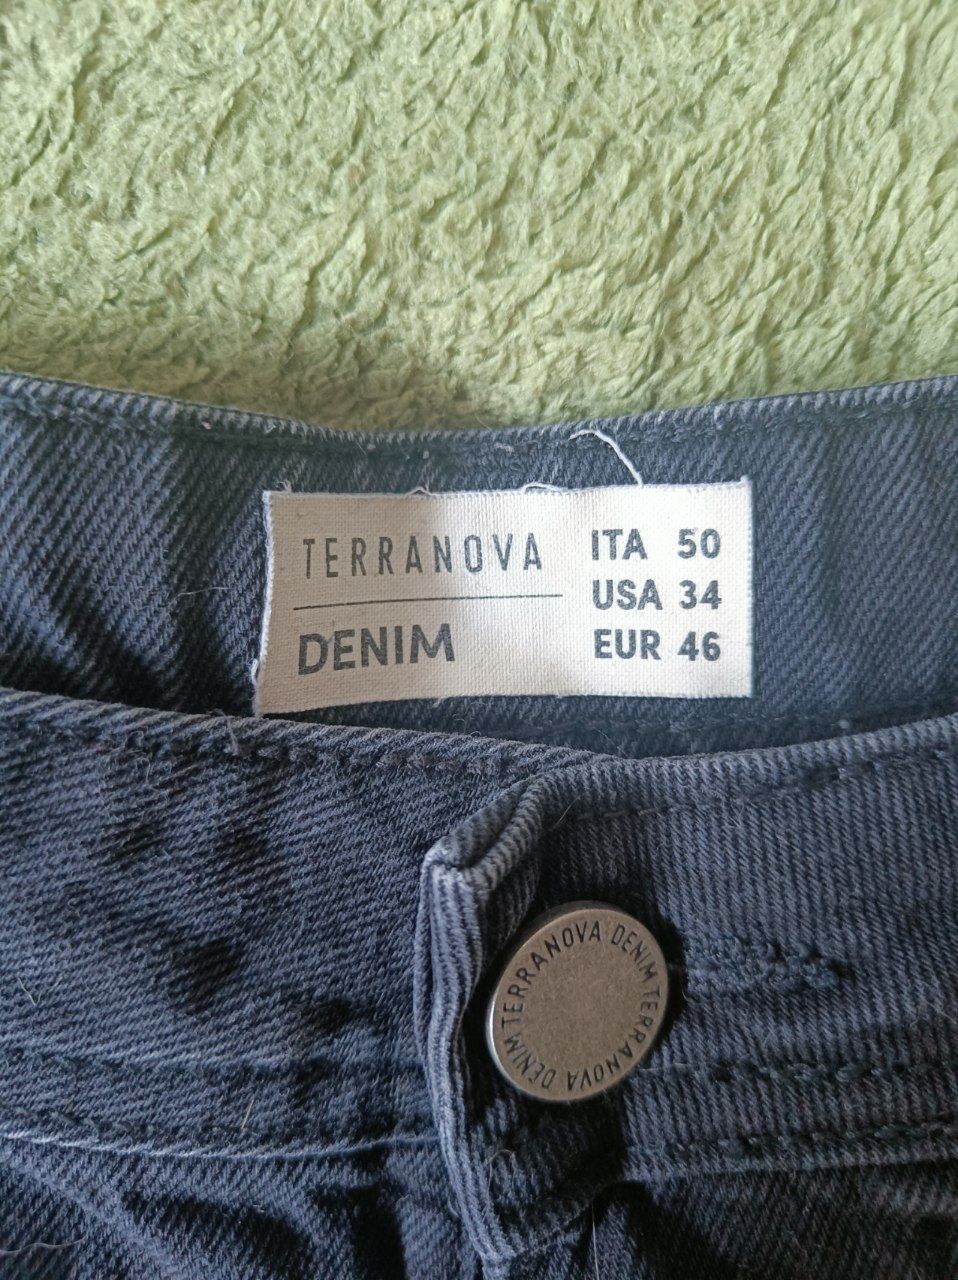 TERRANOVA
DENIM
ITA 50
USA 34
EUR 46
TERRANOVA DENIM TERRANOVA DENIM